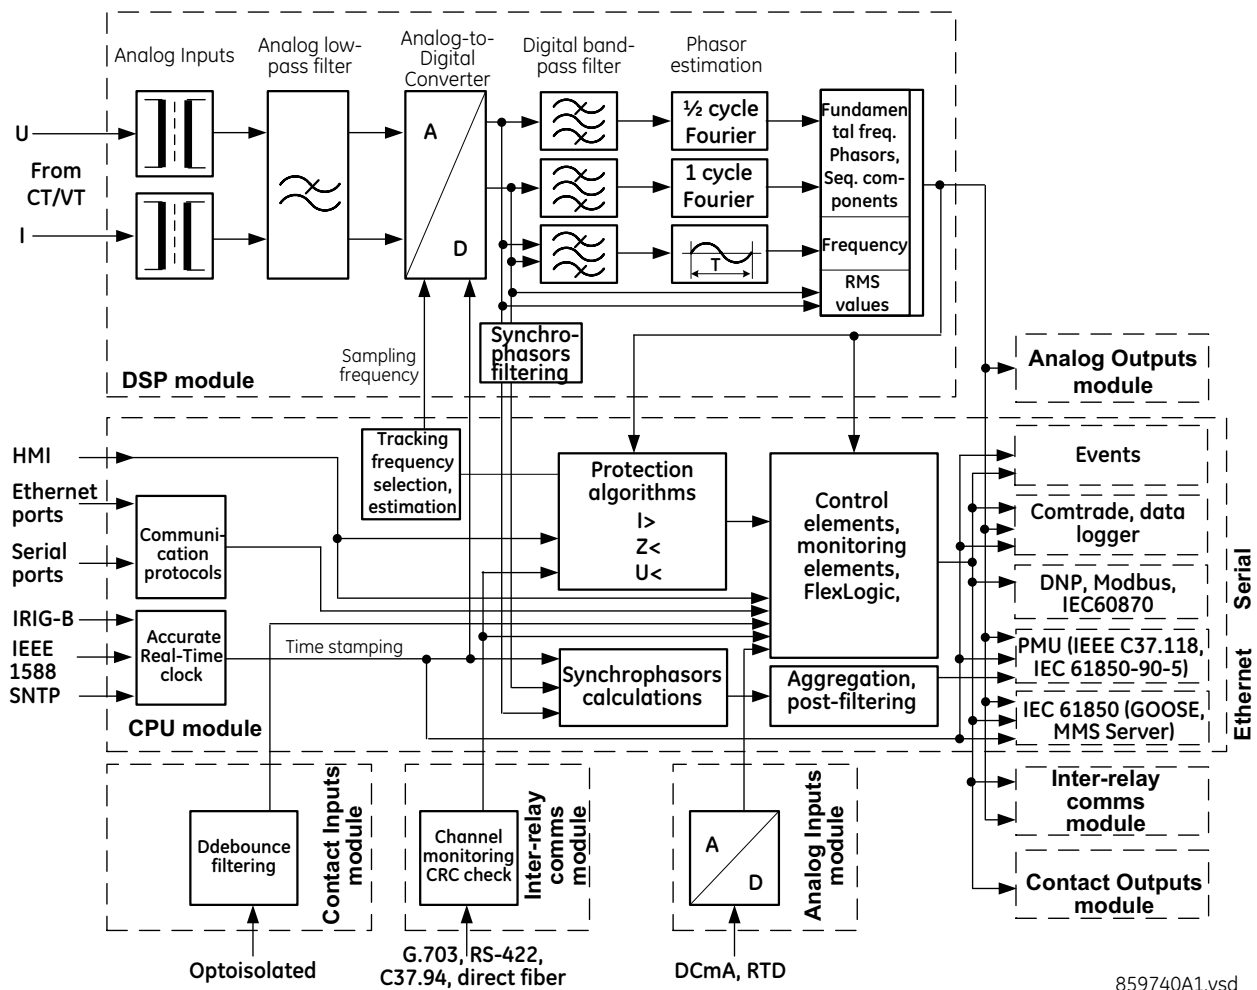 Analog Inputs
Analog low-
pass filter
Analog-to-
Digital
Converter
Digital band-
pass filter
Phasor
estimation
U
From
CT/VT
I
A
D
½ cycle
Fourier
1 cycle
Fourier
T
Fundamen
tal freq.
Phasors,
Seq. com-
ponents
Frequency
RMS
values
Synchro-
phasors
filtering
Sampling
frequency
DSP module
Analog Outputs
module
HMI
Ethernet
ports
Serial
ports
IRIG-B
IEEE
1588
SNTP
Communi-
cation
protocols
Accurate
Real-Time
clock
Tracking
frequency
selection,
estimation
Protection
algorithms
I>
Z<
U<
Control
elements,
monitoring
elements,
FlexLogic,
Time stamping
Synchrophasors
calculations
Aggregation,
post-filtering
CPU module
Events
Comtrade, data
logger
DNP, Modbus,
IEC60870
PMU (IEEE C37.118,
IEC 61850-90-5)
IEC 61850 (GOOSE,
MMS Server)
Serial
Ethernet
Inter-relay
comms
module
Contact Outputs
module
Ddebounce
filtering
Contact Inputs
module
Channel
monitoring
CRC check
Inter-relay
comms
module
A
D
Analog Inputs
module
Optoisolated
G.703, RS-422,
C37.94, direct fiber
DCmA, RTD
859740A1.vsd